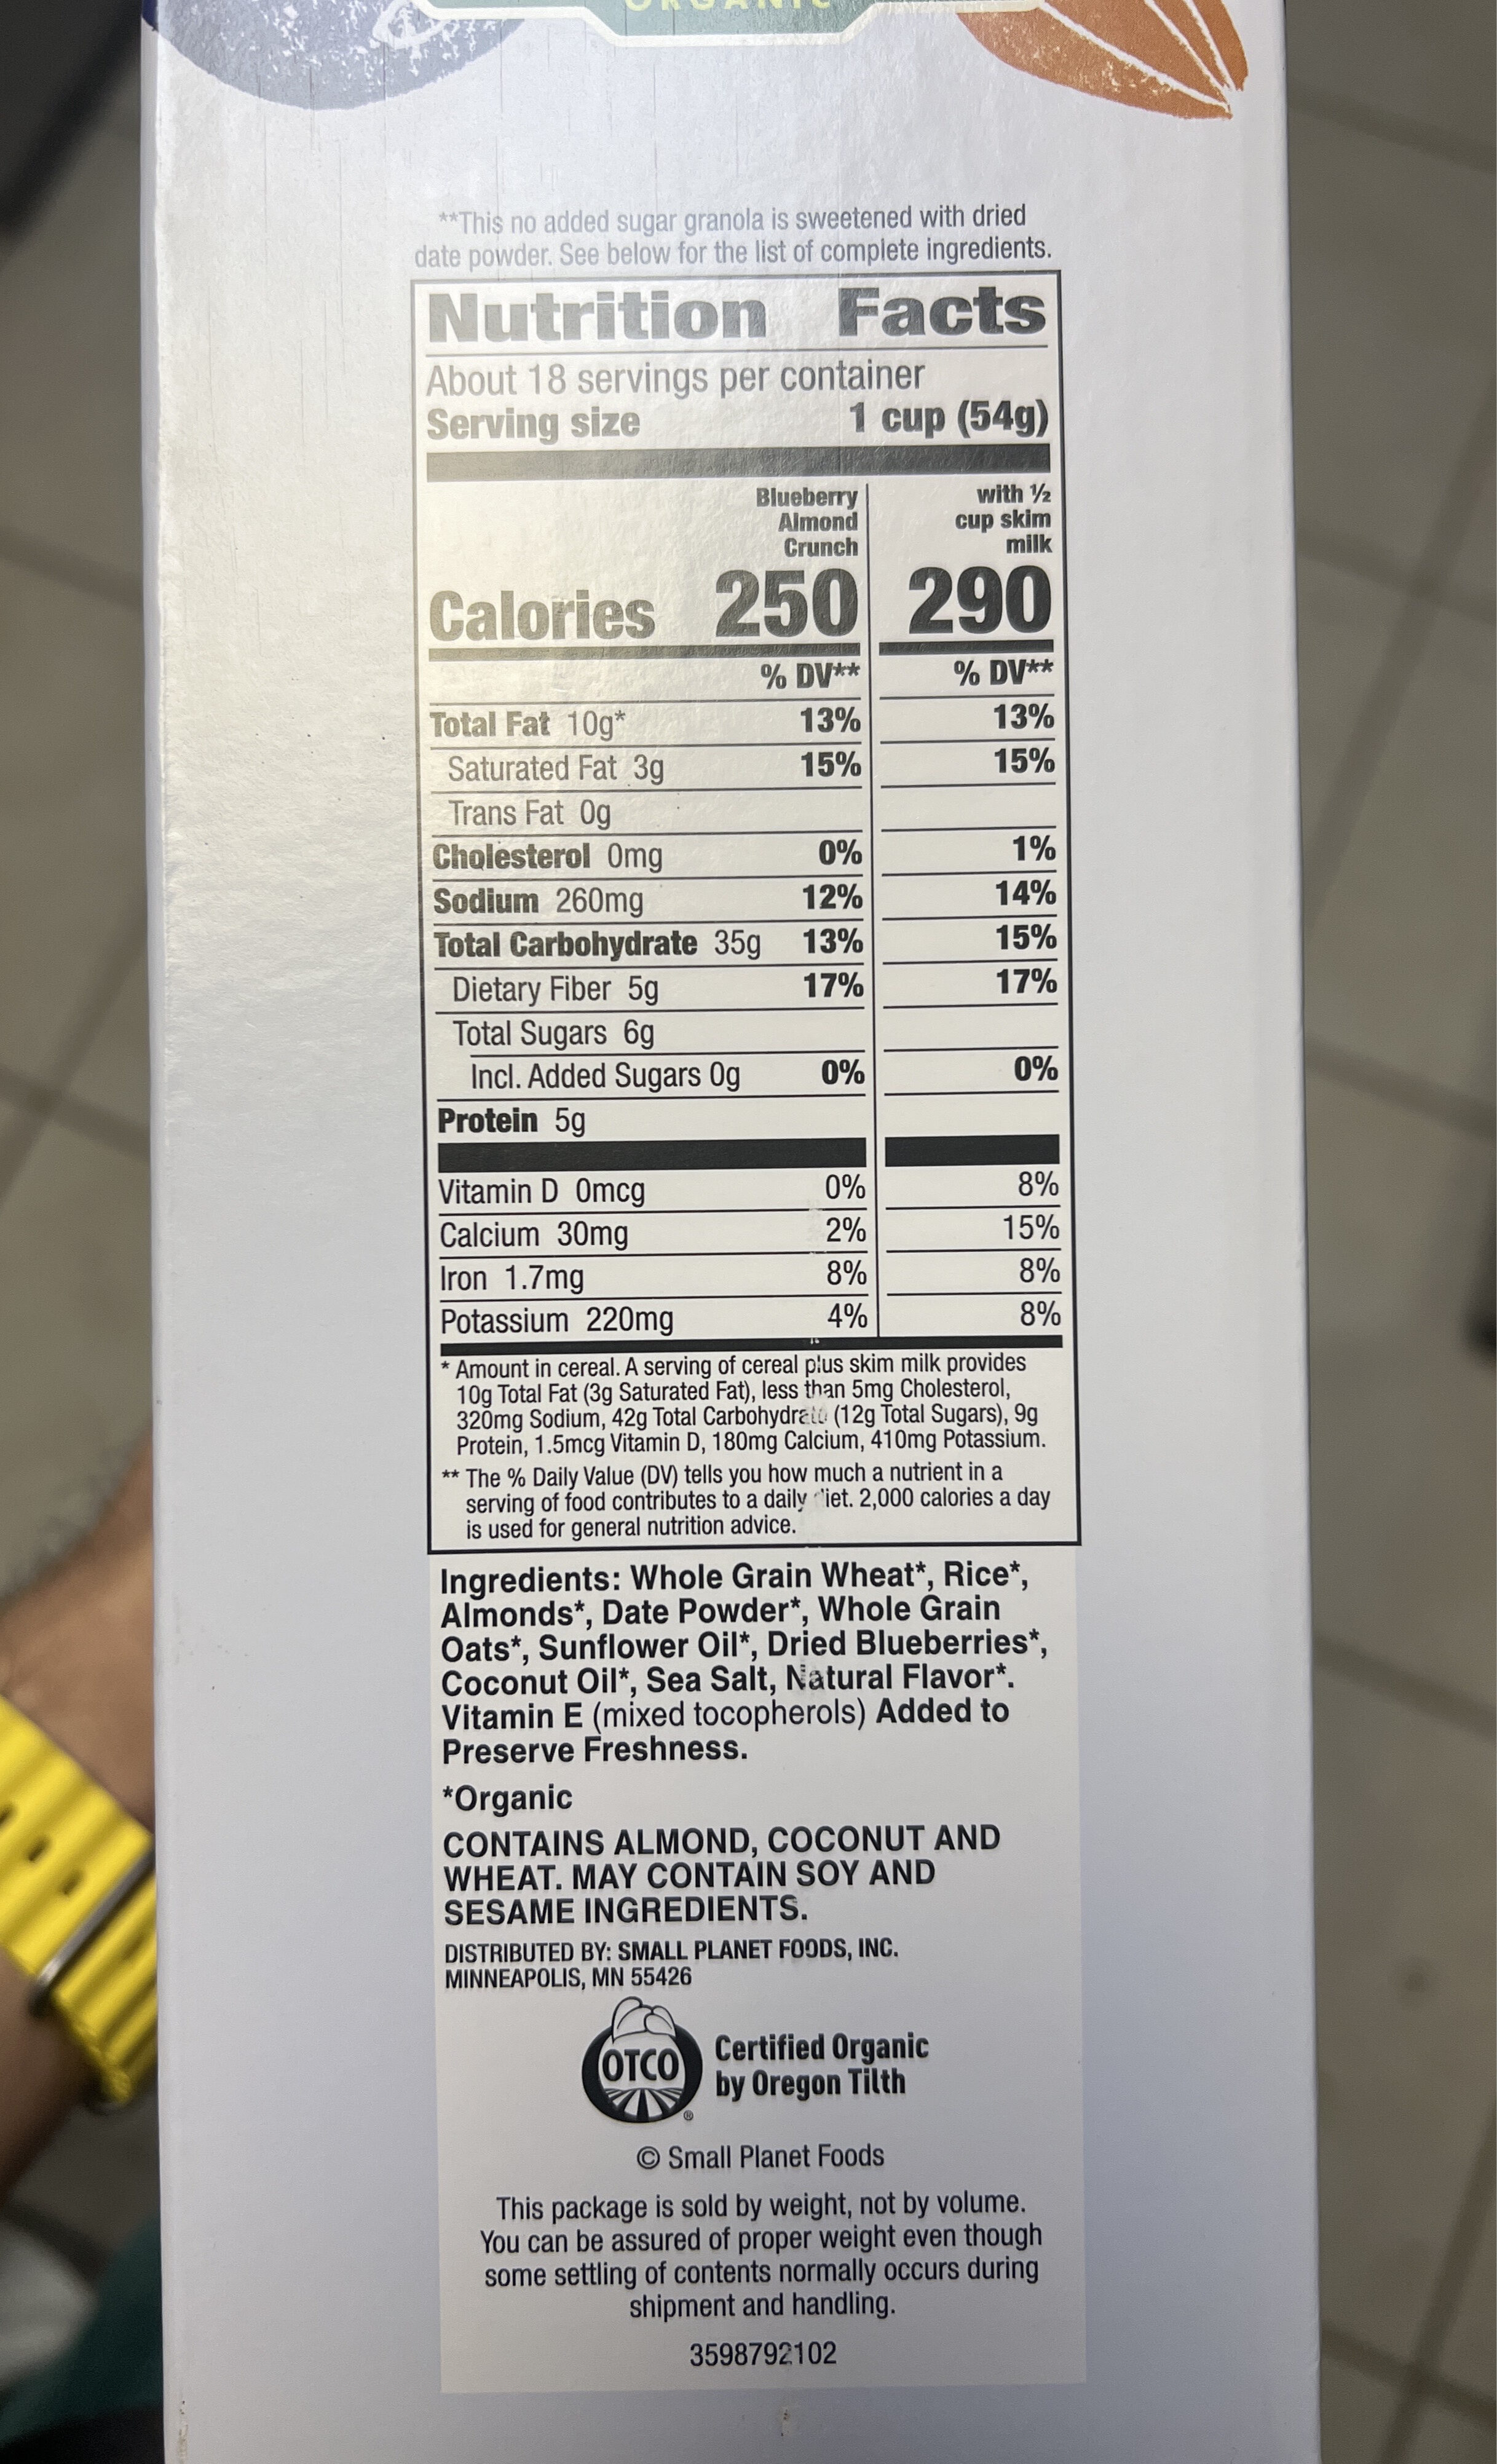 ORGANIC
**This no added sugar granola is sweetened with dried
date powder. See below for the list of complete ingredients.
Nutrition Facts
About 18 servings per container
Serving size 1 cup (54g)
Blueberry Almond Crunch
with ½ cup skim milk
Calories 250 290
% DV** % DV**
Total Fat 10g* 13% 13%
Saturated Fat 3g 15% 15%
Trans Fat 0g
Cholesterol 0mg 0% 1%
Sodium 260mg 12% 14%
Total Carbohydrate 35g 13% 15%
Dietary Fiber 5g 17% 17%
Total Sugars 6g
Incl. Added Sugars 0g 0% 0%
Protein 5g
Vitamin D 0mcg 0% 8%
Calcium 30mg 2% 15%
Iron 1.7mg 8% 8%
Potassium 220mg 4% 8%
* Amount in cereal. A serving of cereal plus skim milk provides
10g Total Fat (3g Saturated Fat), less than 5mg Cholesterol,
320mg Sodium, 42g Total Carbohydrate (12g Total Sugars), 9g
Protein, 1.5mcg Vitamin D, 180mg Calcium, 410mg Potassium.
** The % Daily Value (DV) tells you how much a nutrient in a
serving of food contributes to a daily diet. 2,000 calories a day
is used for general nutrition advice.
Ingredients: Whole Grain Wheat*, Rice*,
Almonds*, Date Powder*, Whole Grain
Oats*, Sunflower Oil*, Dried Blueberries*,
Coconut Oil*, Sea Salt, Natural Flavor*.
Vitamin E (mixed tocopherols) Added to
Preserve Freshness.
*Organic
CONTAINS ALMOND, COCONUT AND
WHEAT. MAY CONTAIN SOY AND
SESAME INGREDIENTS.
DISTRIBUTED BY: SMALL PLANET FOODS, INC.
MINNEAPOLIS, MN 55426
OTCO ®
Certified Organic
by Oregon Tilth
© Small Planet Foods
This package is sold by weight, not by volume.
You can be assured of proper weight even though
some settling of contents normally occurs during
shipment and handling.
3598792102